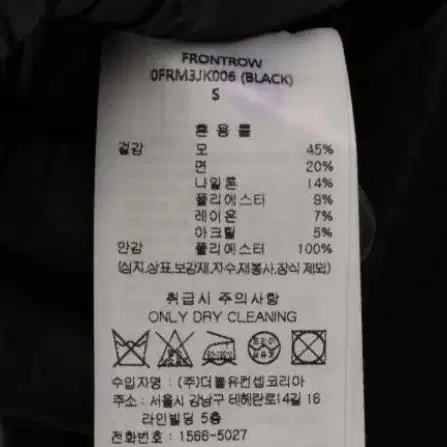 FRONTROW
0FRM3JK006 (BLACK)
S
혼 용 률
겉감 모 45%
면 20%
나일론 14%
폴리에스터 9%
레이온 7%
아크릴 5%
안감 폴리에스터 100%
(심지,상표,보강재,자수,재봉사,장식 제외)
취급시 주의사항
ONLY DRY CLEANING
수입자명 : (주)더블유컨셉코리아
주소 : 서울시 강남구 테헤란로14길 16
라인빌딩 5층
전화번호 : 1566-5027